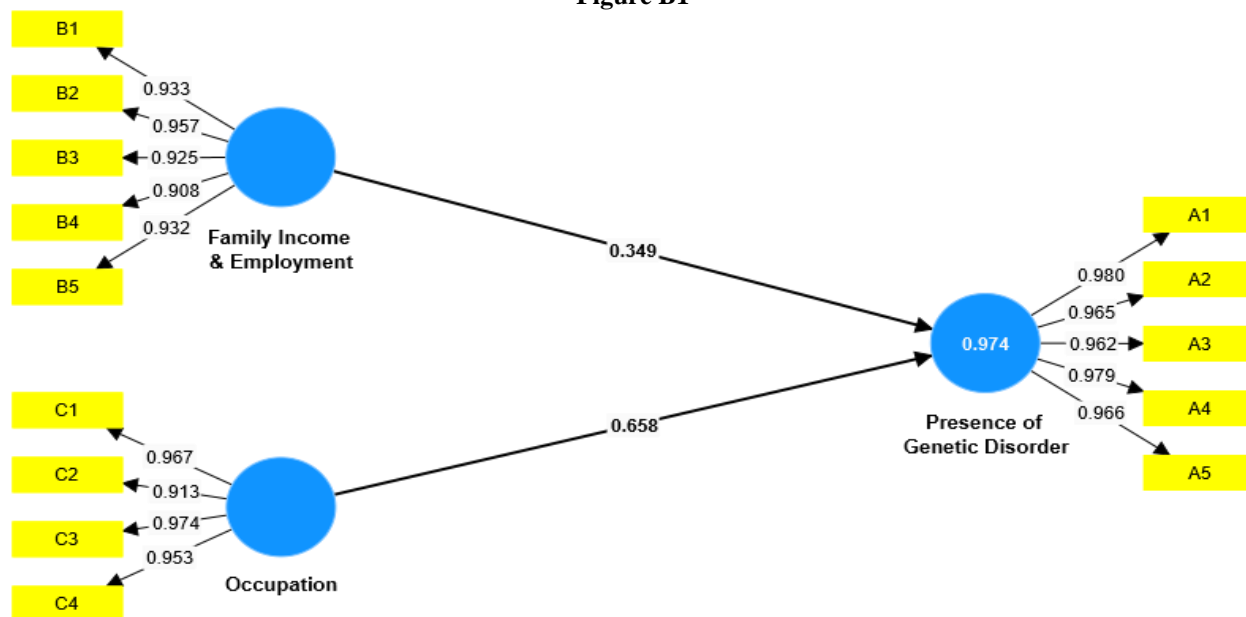 Figure B1
B1
B2
B3
B4
B5
0.933
0.957
0.925
0.908
0.932
Family Income
& Employment
0.349
C1
C2
C3
C4
0.967
0.913
0.974
0.953
Occupation
0.658
0.974
Presence of
Genetic Disorder
0.980
0.965
0.962
0.979
0.966
A1
A2
A3
A4
A5